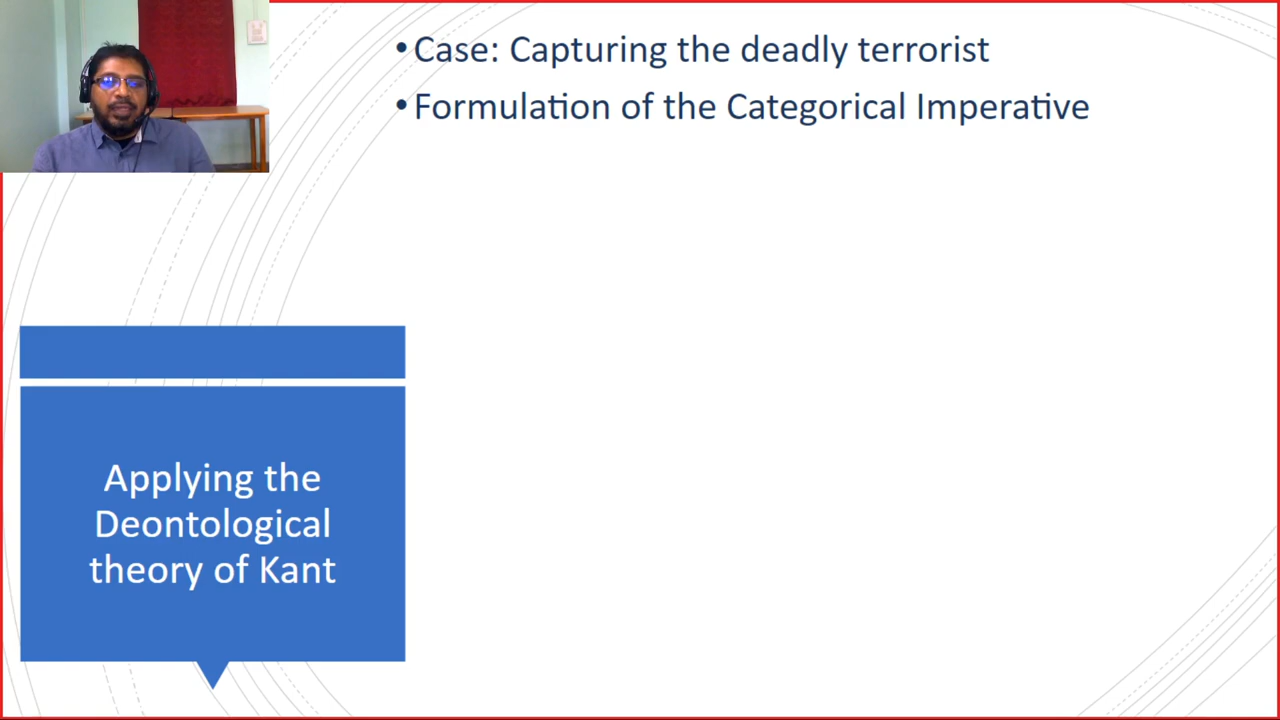 • Case: Capturing the deadly terrorist
• Formulation of the Categorical Imperative
Applying the
Deontological
theory of Kant